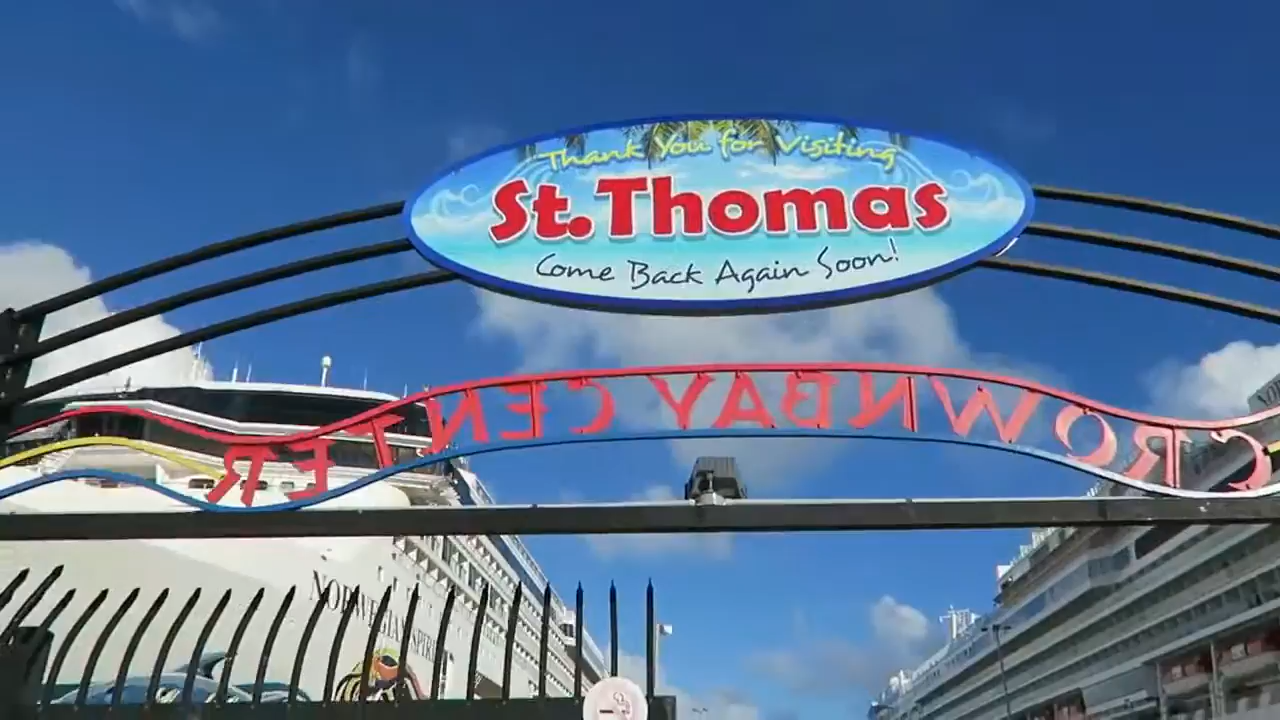 Thank You for Visiting
St. Thomas
Come Back Again Soon!
CROWN BAY CENTER
NORWEGIAN SPIRIT